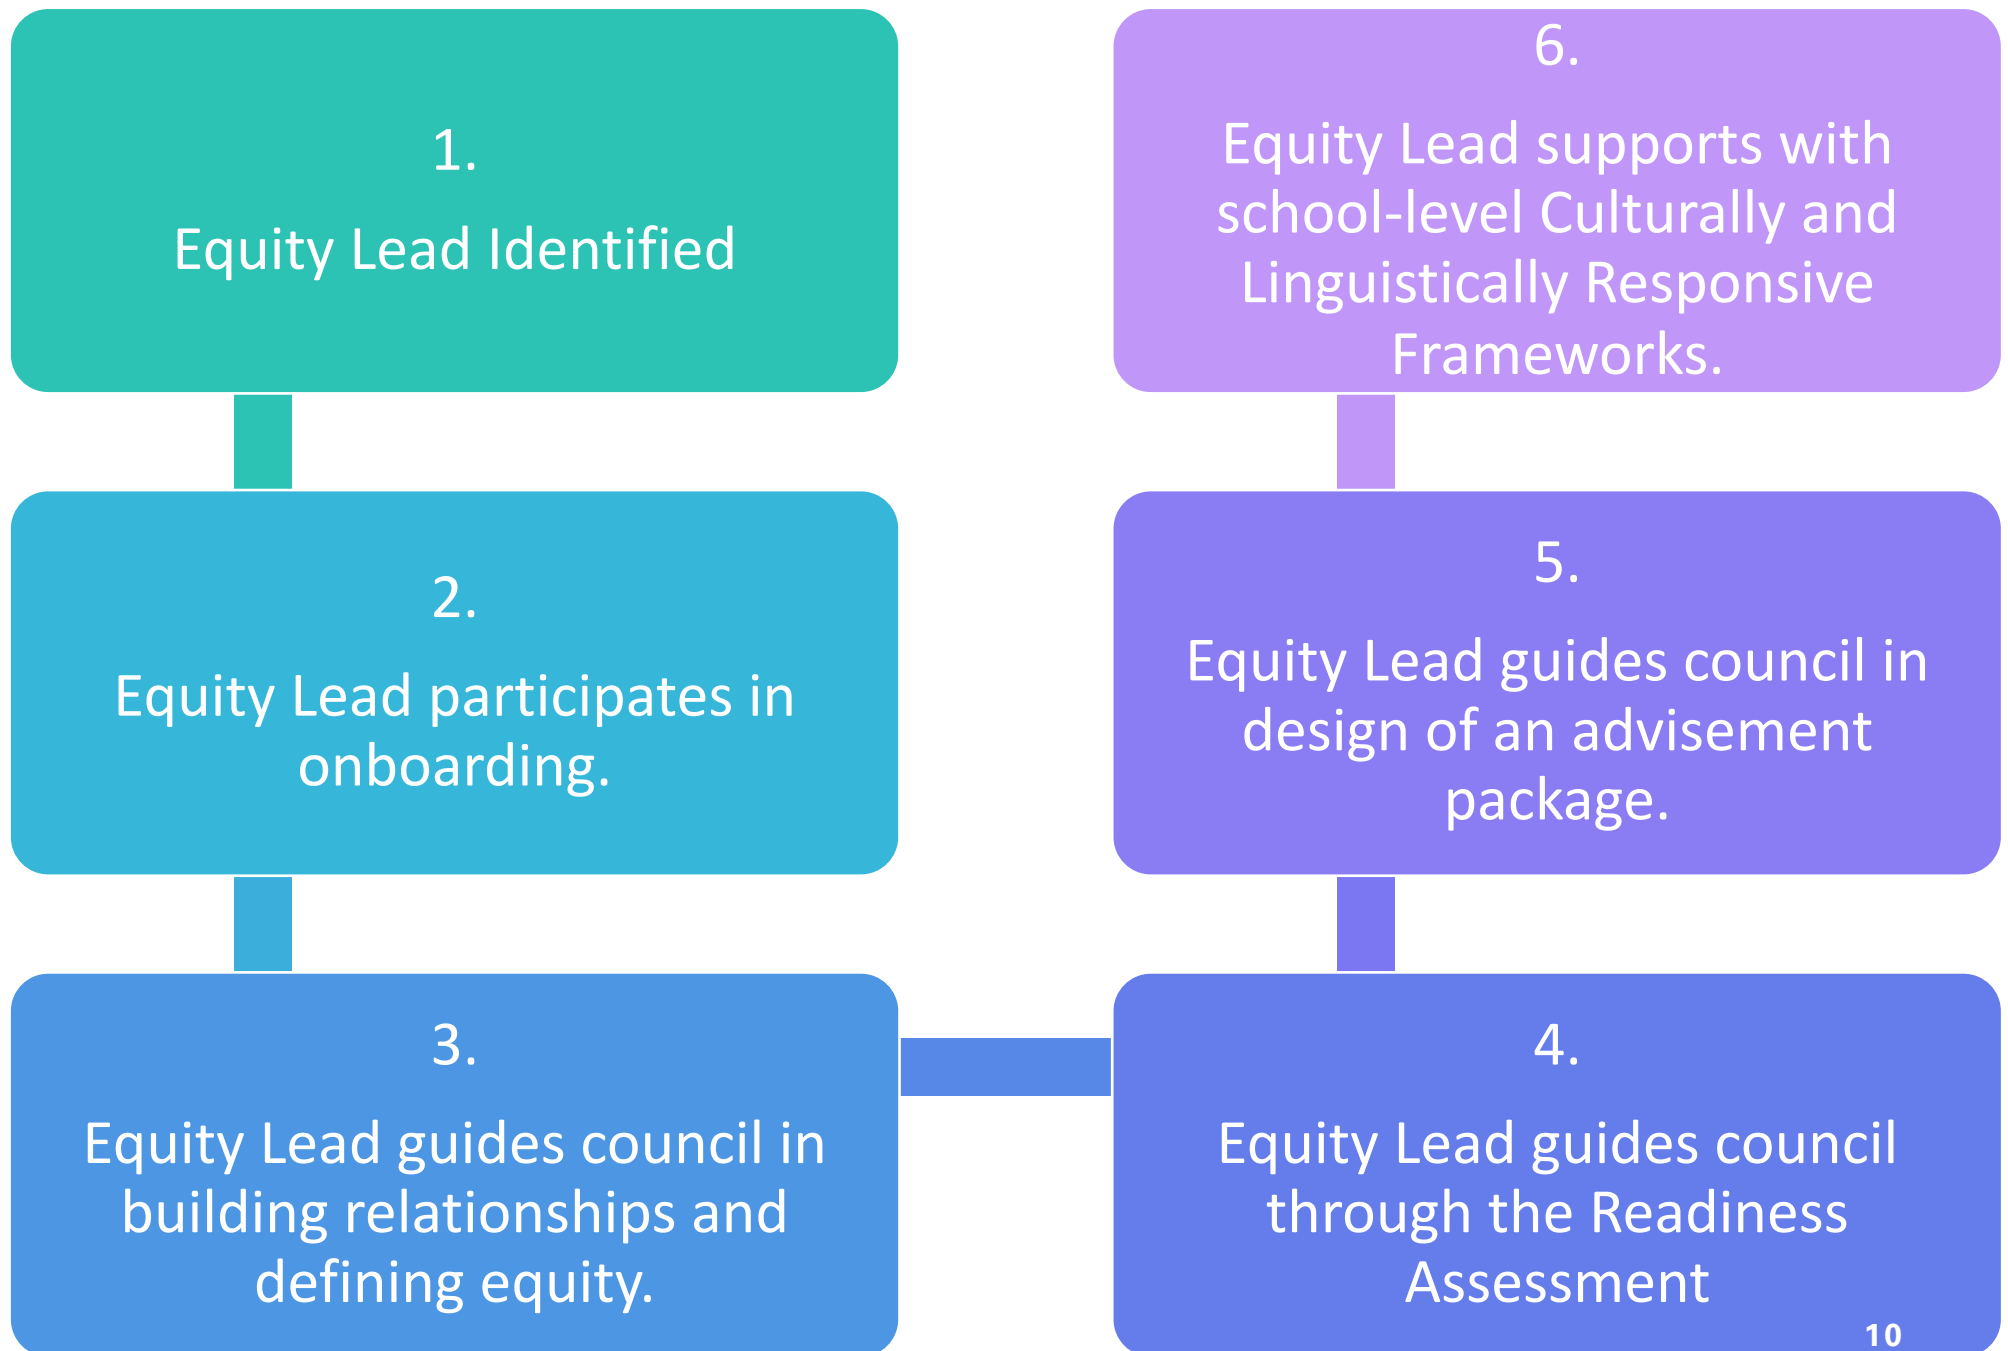 1.
Equity Lead Identified
2.
Equity Lead participates in
onboarding.
3.
Equity Lead guides council in
building relationships and
defining equity.
4.
Equity Lead guides council
through the Readiness
Assessment
5.
Equity Lead guides council in
design of an advisement
package.
6.
Equity Lead supports with
school-level Culturally and
Linguistically Responsive
Frameworks.
10